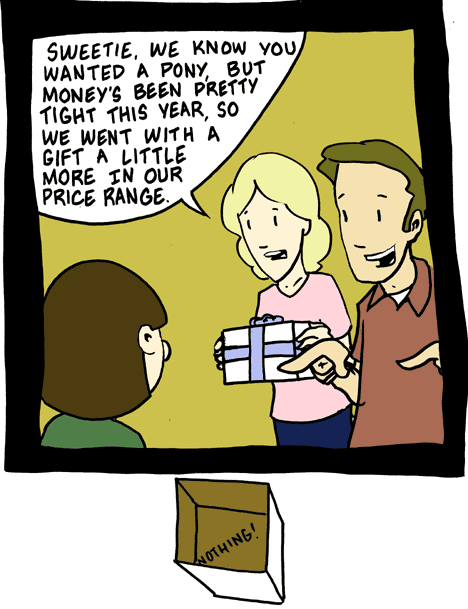 SWEETIE, WE KNOW YOU
WANTED A PONY, BUT
MONEY'S BEEN PRETTY
TIGHT THIS YEAR, SO
WE WENT WITH A
GIFT A LITTLE
MORE IN OUR
PRICE RANGE.
NOTHING!